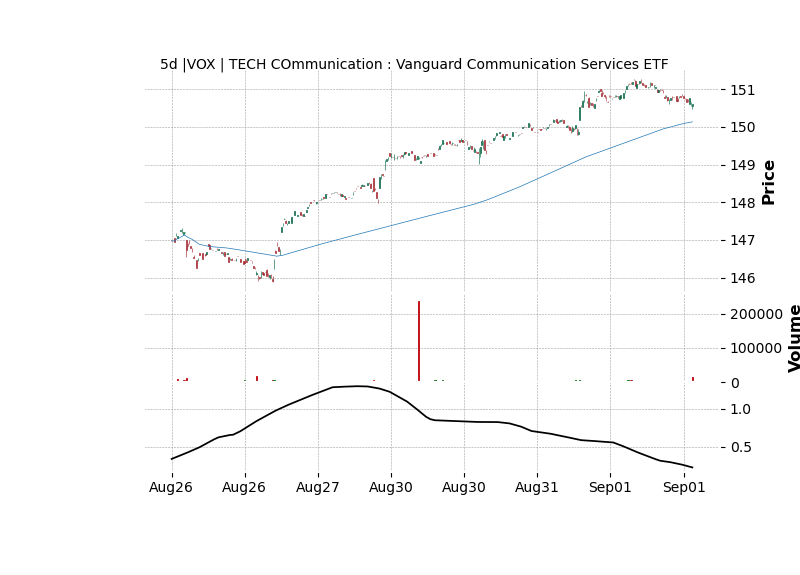 5d |VOX | TECH COmmunication : Vanguard Communication Services ETF
151
150
149
148
147
146
Price
200000
100000
0
Volume
1.0
0.5
Aug26 Aug26 Aug27 Aug30 Aug30 Aug31 Sep01 Sep01